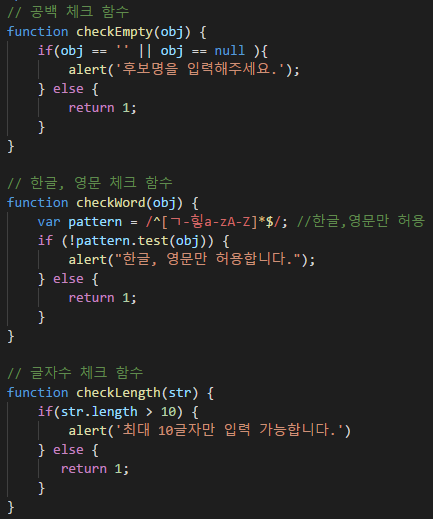 // 공백 체크 함수
function checkEmpty(obj) {
    if(obj == '' || obj == null ){
        alert('후보명을 입력해주세요.');
    } else {
        return 1;
    }
}
// 한글, 영문 체크 함수
function checkWord(obj) {
    var pattern = /^[ㄱ-힣a-zA-Z]*$/; //한글,영문만 허용
    if (!pattern.test(obj)) {
        alert("한글, 영문만 허용합니다.");
    } else {
        return 1;
    }
}
// 글자수 체크 함수
function checkLength(str) {
    if(str.length > 10) {
        alert('최대 10글자만 입력 가능합니다.')
    } else {
       return 1;
    }
}